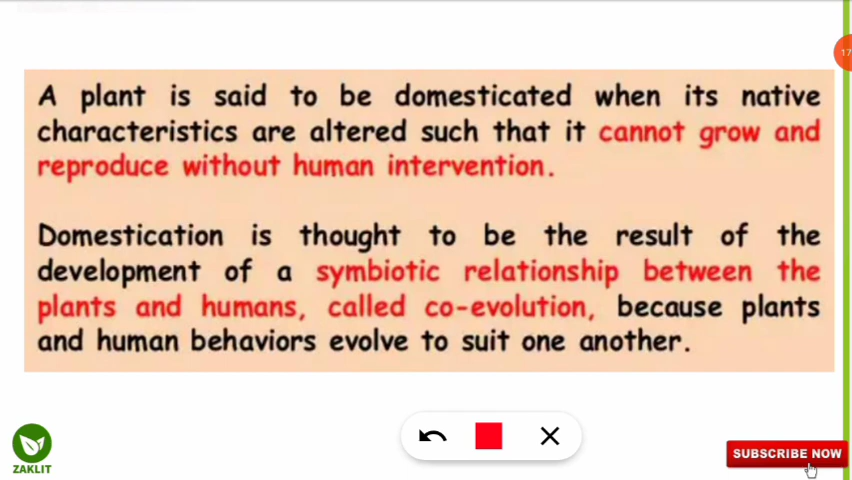 17
A plant is said to be domesticated when its native
characteristics are altered such that it cannot grow and
reproduce without human intervention.
Domestication is thought to be the result of the
development of a symbiotic relationship between the
plants and humans, called co-evolution, because plants
and human behaviors evolve to suit one another.
ZAKLIT
SUBSCRIBE NOW